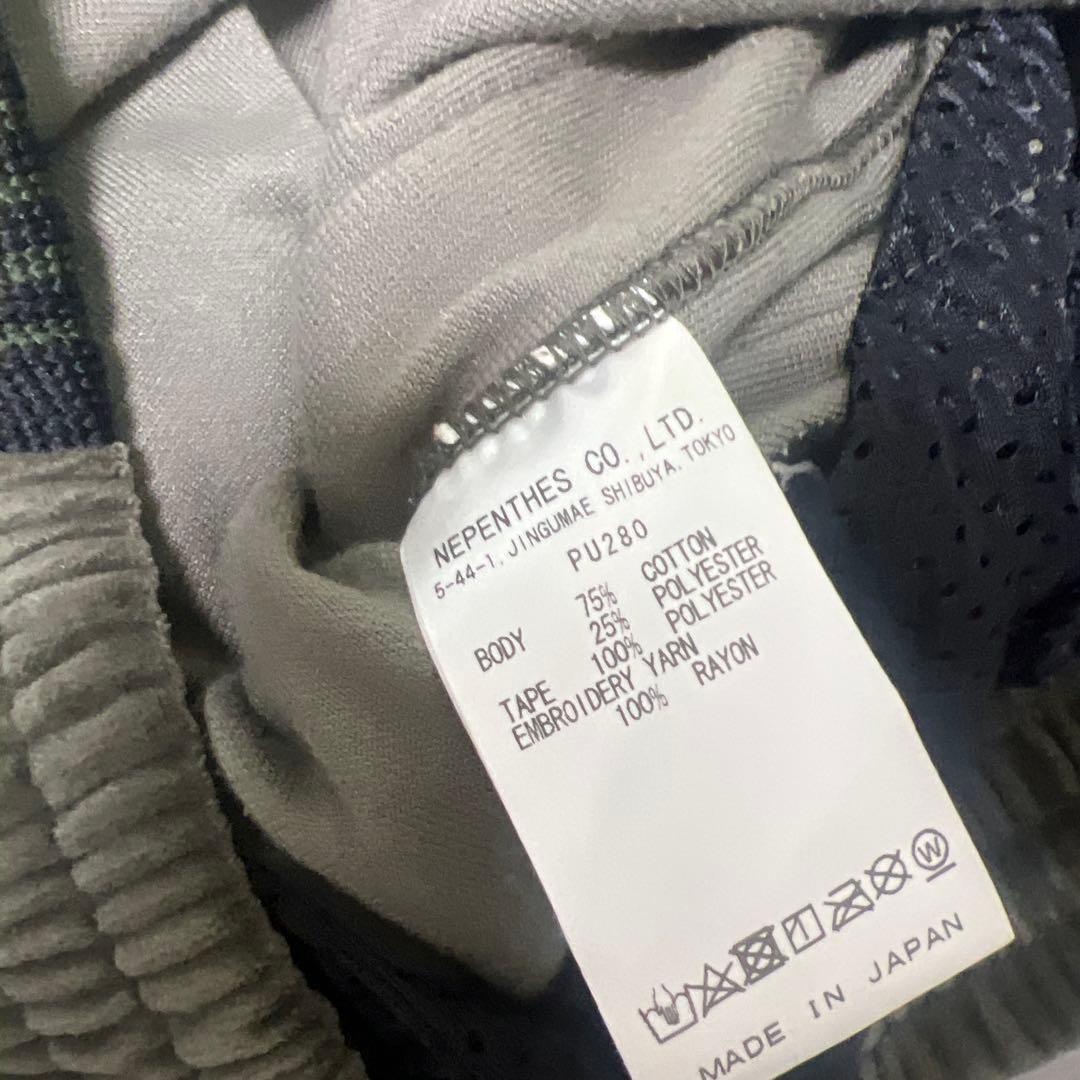 NEPENTHES CO.,LTD.
5-44-1, JINGUMAE SHIBUYA. TOKYO
PU280
BODY 75% COTTON
25% POLYESTER
TAPE 100% POLYESTER
EMBROIDERY YARN
100% RAYON
W
MADE IN JAPAN